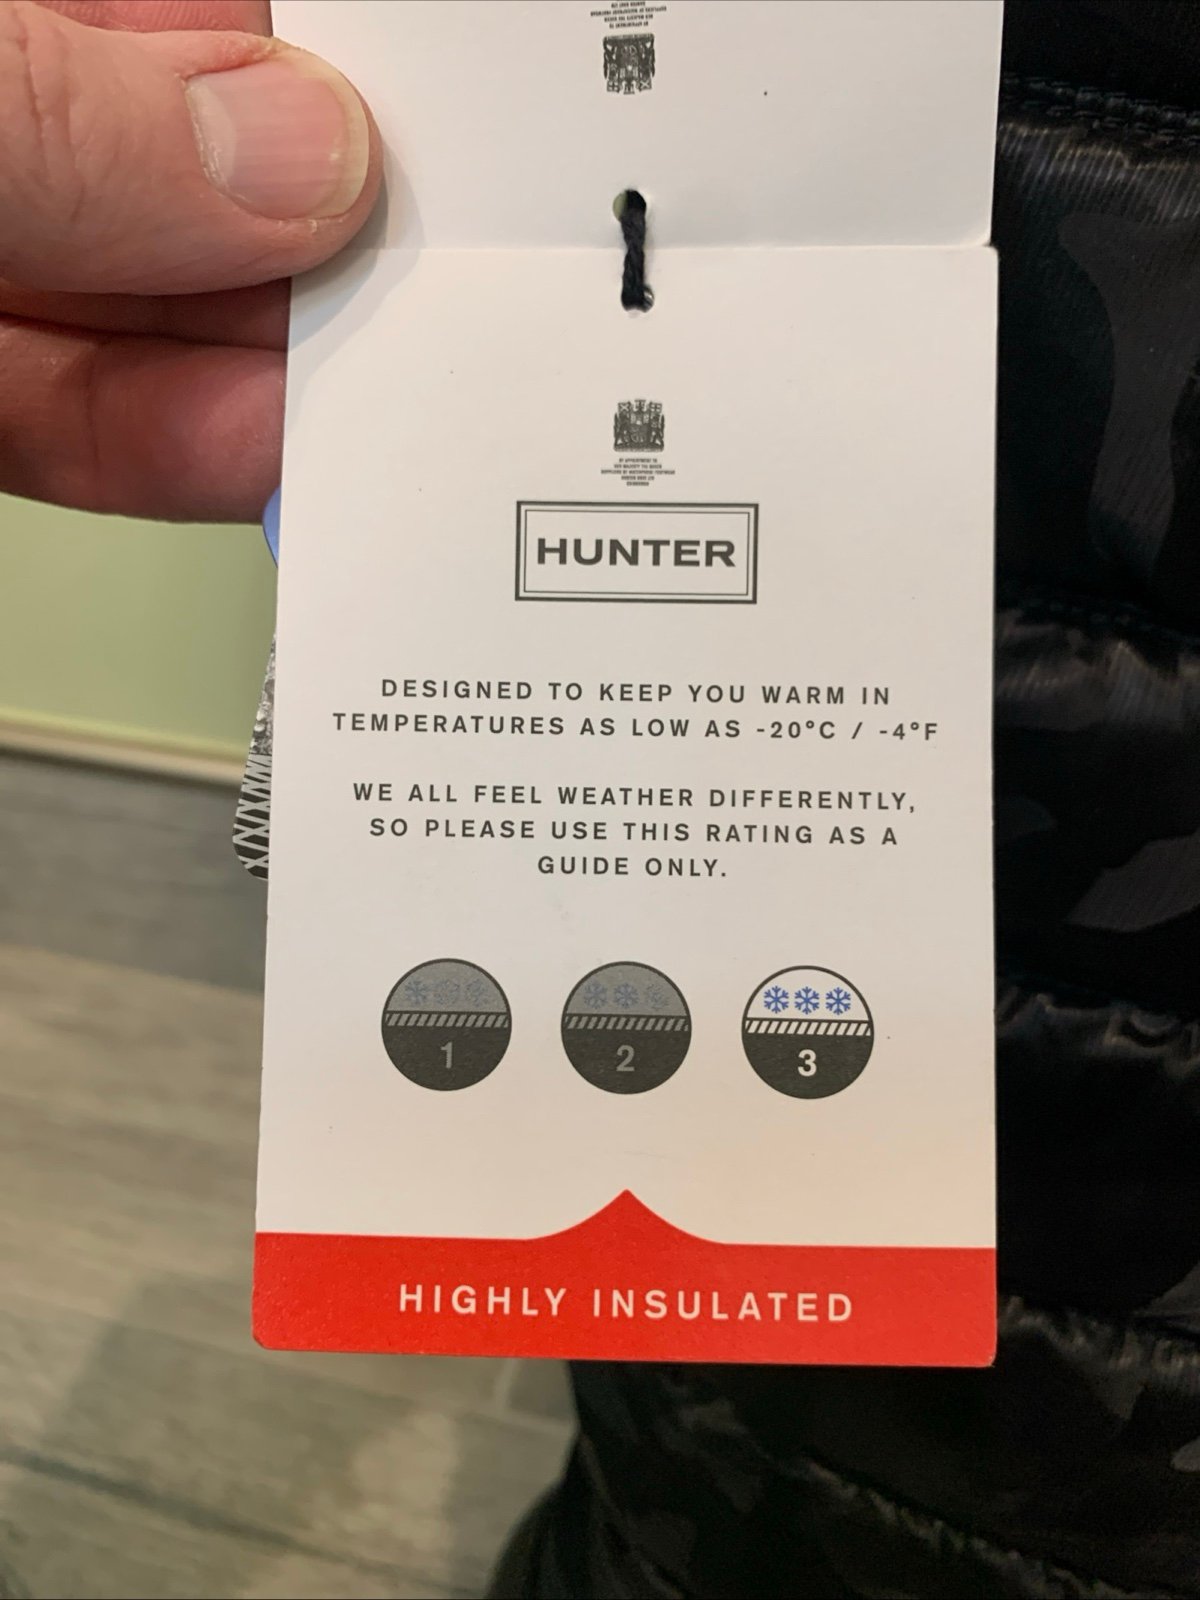 HUNTER
DESIGNED TO KEEP YOU WARM IN
TEMPERATURES AS LOW AS -20°C / -4°F
WE ALL FEEL WEATHER DIFFERENTLY,
SO PLEASE USE THIS RATING AS A
GUIDE ONLY.
1 2 3
HIGHLY INSULATED